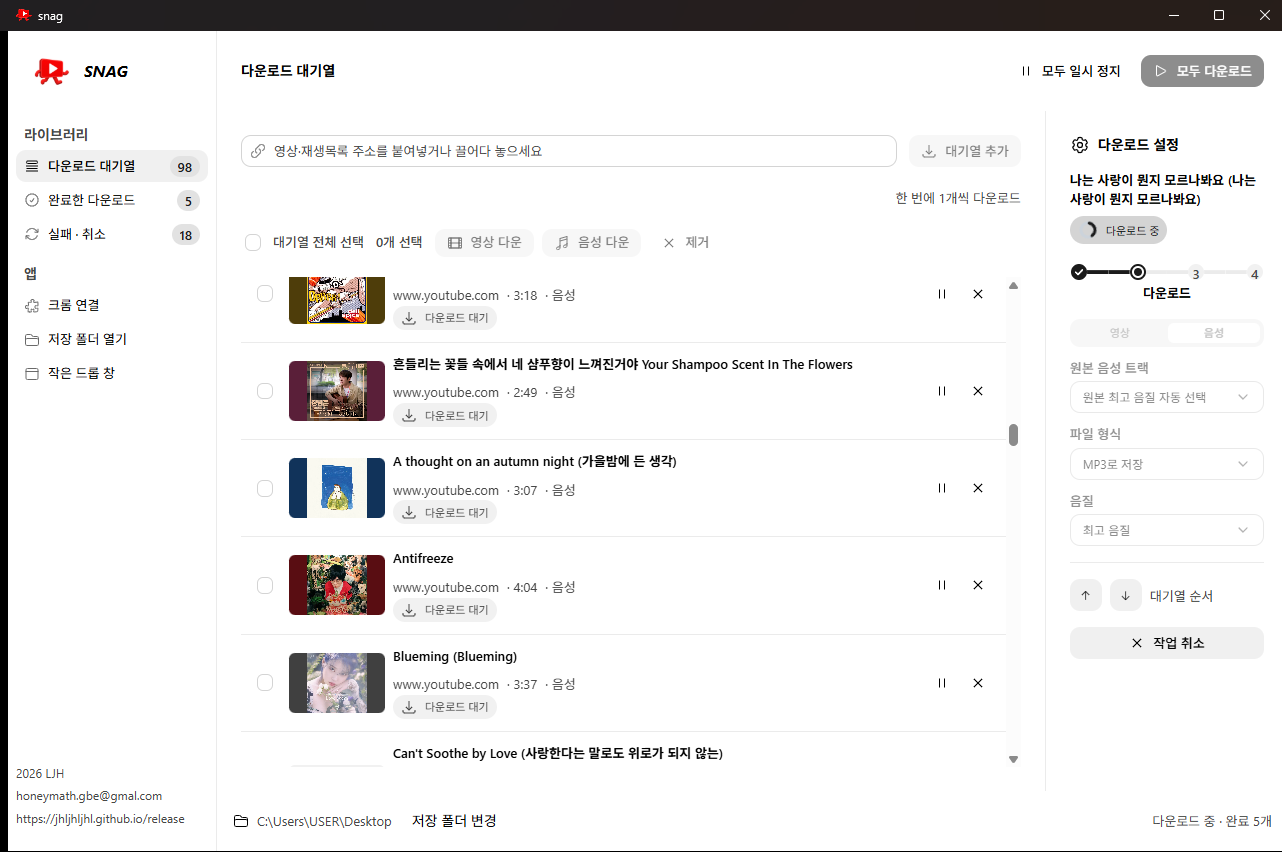 snag
SNAG
라이브러리
다운로드 대기열 98
완료한 다운로드 5
실패 · 취소 18
앱
크롬 연결
저장 폴더 열기
작은 드롭 창
2026 LJH
honeymath.gbe@gmal.com
https://jhljhljhl.github.io/release
다운로드 대기열
모두 일시 정지
모두 다운로드
영상·재생목록 주소를 붙여넣거나 끌어다 놓으세요
대기열 추가
한 번에 1개씩 다운로드
대기열 전체 선택 0개 선택 영상 다운 음성 다운 제거
www.youtube.com · 3:18 · 음성
다운로드 대기
흔들리는 꽃들 속에서 네 샴푸향이 느껴진거야 Your Shampoo Scent In The Flowers
www.youtube.com · 2:49 · 음성
다운로드 대기
A thought on an autumn night (가을밤에 든 생각)
www.youtube.com · 3:07 · 음성
다운로드 대기
Antifreeze
www.youtube.com · 4:04 · 음성
다운로드 대기
Blueming (Blueming)
www.youtube.com · 3:37 · 음성
다운로드 대기
Can't Soothe by Love (사랑한다는 말로도 위로가 되지 않는)
C:\Users\USER\Desktop 저장 폴더 변경
다운로드 설정
나는 사랑이 뭔지 모르나봐요 (나는
사랑이 뭔지 모르나봐요)
다운로드 중
3 4
다운로드
영상 음성
원본 음성 트랙
원본 최고 음질 자동 선택
파일 형식
MP3로 저장
음질
최고 음질
대기열 순서
작업 취소
다운로드 중 · 완료 5개